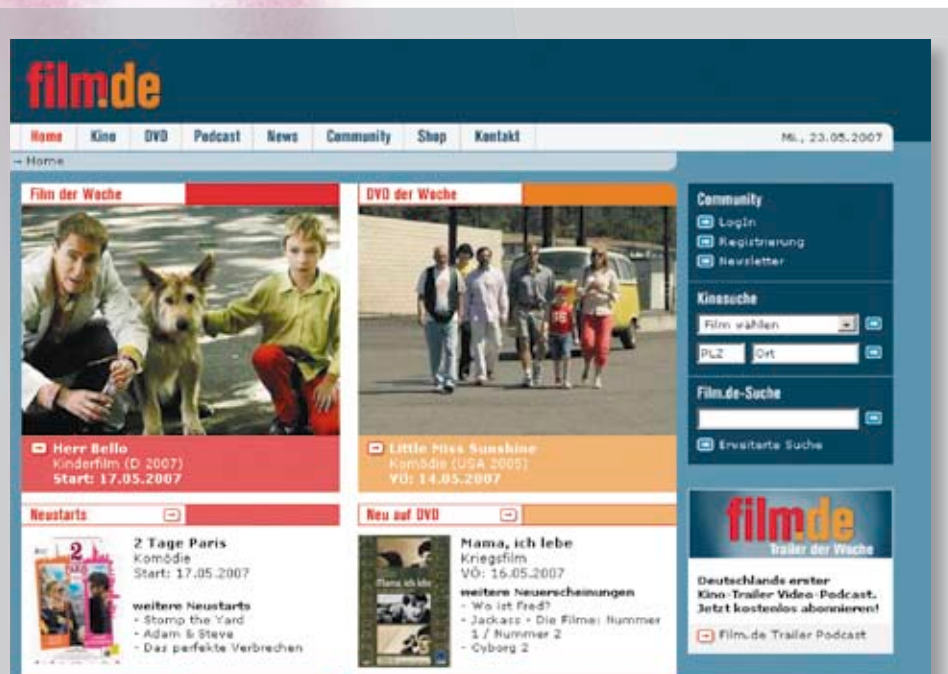 film.de
Home Kino DVD Podcast News Community Shop Kontakt
Mi., 23.05.2007
Home
Film der Woche
Herr Bello
Kinderfilm (D 2007)
Start: 17.05.2007
DVD der Woche
Little Miss Sunshine
Komödie (USA 2005)
VÖ: 14.05.2007
Community
LogIn
Registrierung
Newsletter
Kinosuche
Film wählen
PLZ Ort
Film.de-Suche
Erweiterte Suche
Neustarts
2 Tage Paris
Komödie
Start: 17.05.2007
weitere Neustarts
- Stomp the Yard
- Adam & Steve
- Das perfekte Verbrechen
Neu auf DVD
Mama, ich lebe
Mama, ich lebe
Kriegsfilm
VÖ: 16.05.2007
weitere Neuerscheinungen
- Wo ist Fred?
- Jackass - Die Filme: Nummer
1 / Nummer 2
- Cyborg 2
film.de
Trailer der Woche
Deutschlands erster
Kino-Trailer Video-Podcast.
Jetzt kostenlos abonnieren!
Film.de Trailer Podcast